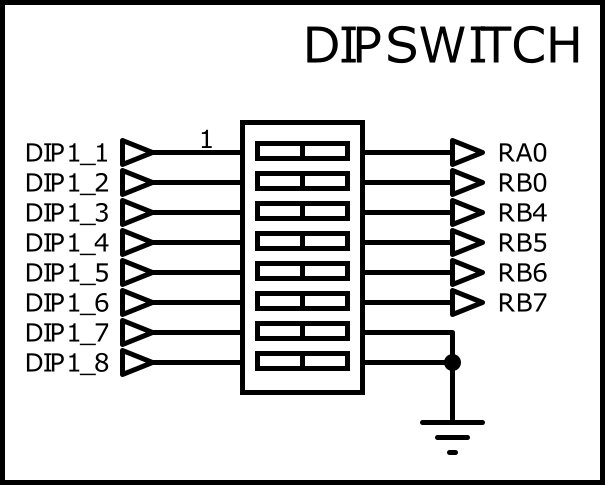 DIPSWITCH
1
DIP1_1 RA0
DIP1_2 RB0
DIP1_3 RB4
DIP1_4 RB5
DIP1_5 RB6
DIP1_6 RB7
DIP1_7
DIP1_8